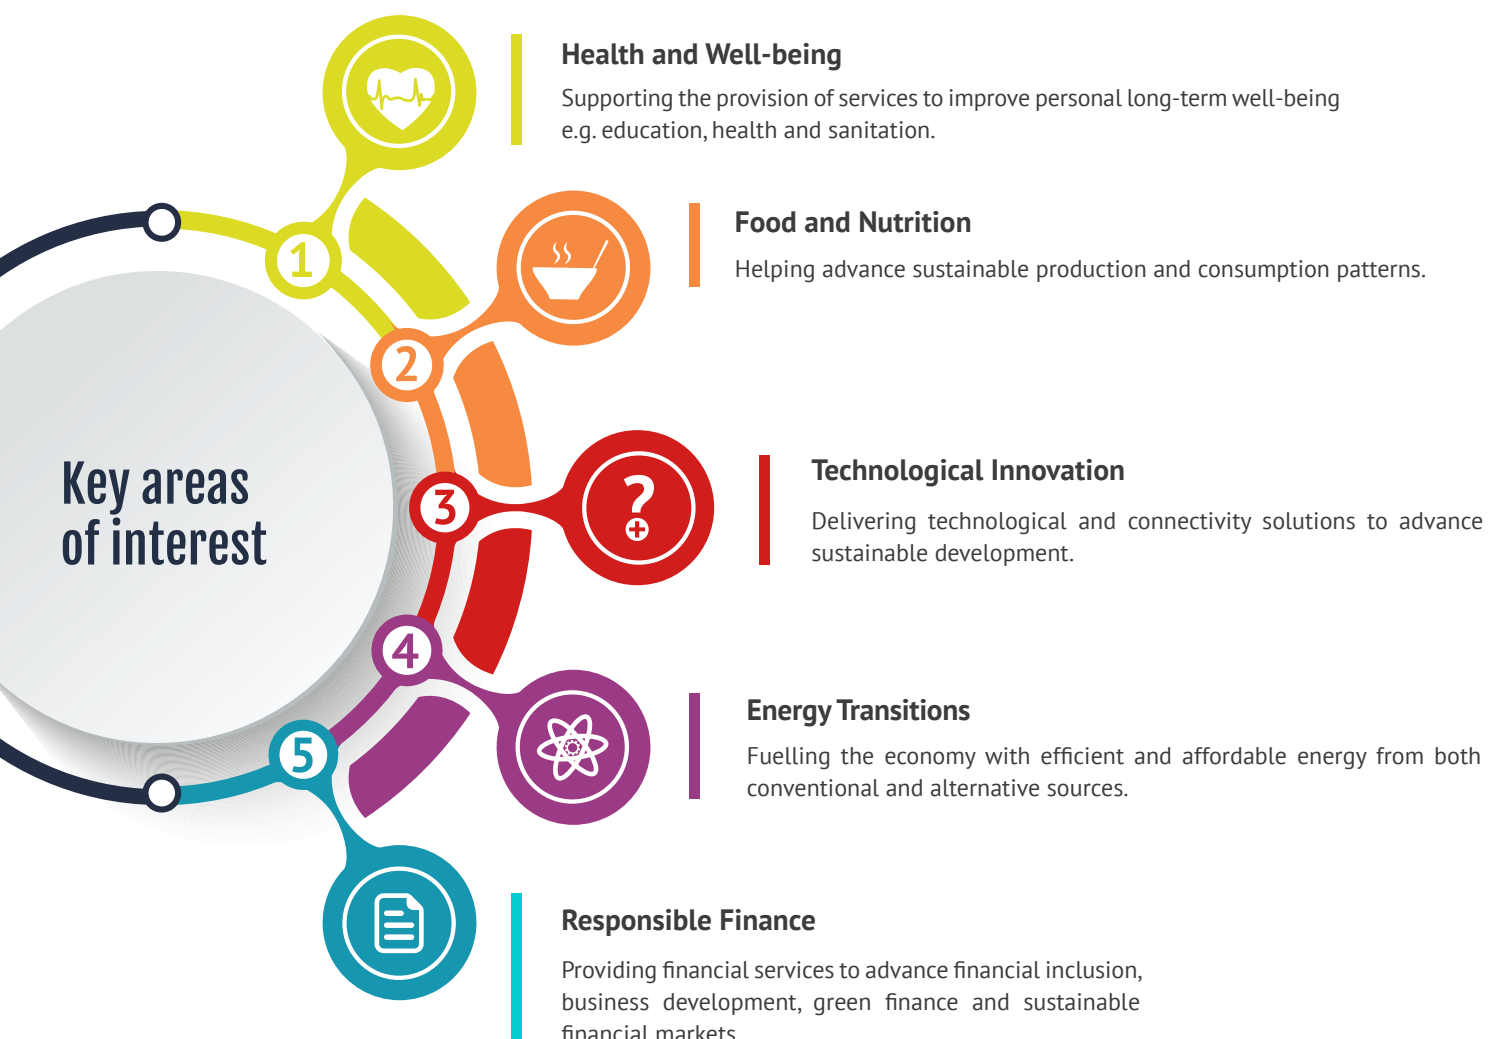 Key areas
of interest
1
Health and Well-being
Supporting the provision of services to improve personal long-term well-being
e.g. education, health and sanitation.
2
Food and Nutrition
Helping advance sustainable production and consumption patterns.
3
?
Technological Innovation
Delivering technological and connectivity solutions to advance
sustainable development.
4
Energy Transitions
Fuelling the economy with efficient and affordable energy from both
conventional and alternative sources.
5
Responsible Finance
Providing financial services to advance financial inclusion,
business development, green finance and sustainable
financial markets